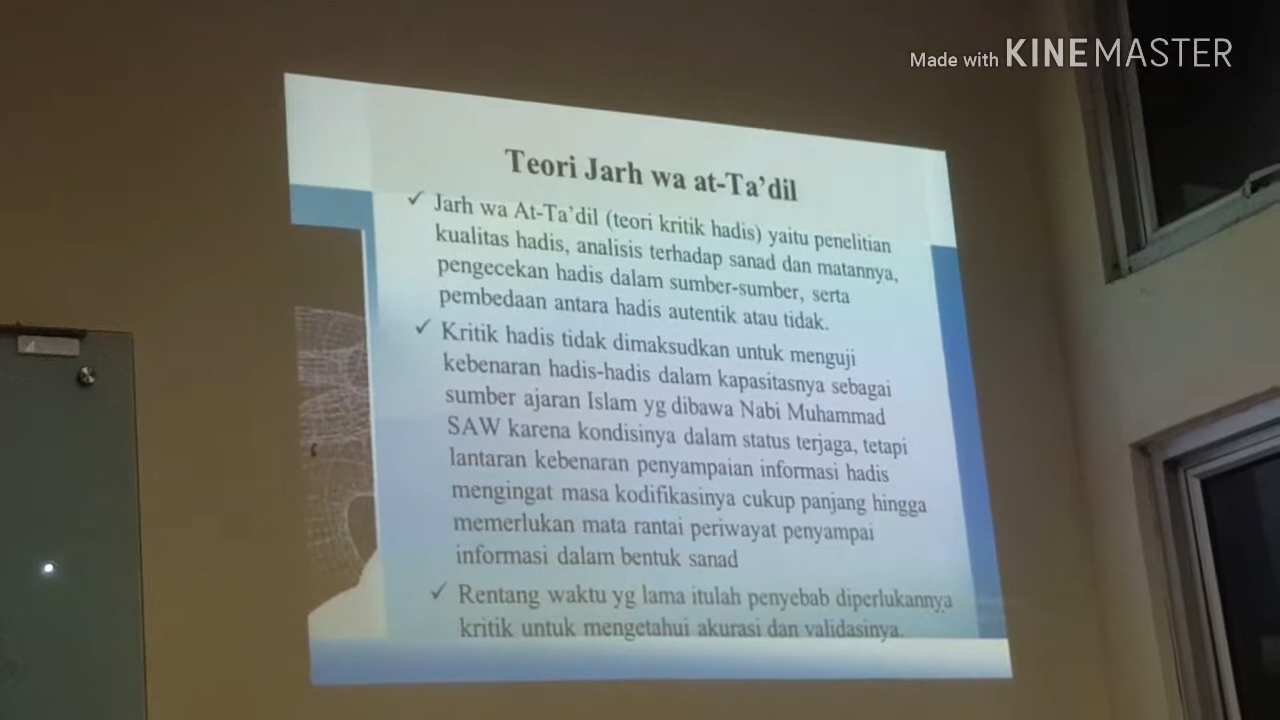 Made with KINEMASTER
Teori Jarh wa at-Ta'dil
✓ Jarh wa At-Ta'dil (teori kritik hadis) yaitu penelitian
kualitas hadis, analisis terhadap sanad dan matannya,
pengecekan hadis dalam sumber-sumber, serta
pembedaan antara hadis autentik atau tidak.
✓ Kritik hadis tidak dimaksudkan untuk menguji
kebenaran hadis-hadis dalam kapasitasnya sebagai
sumber ajaran Islam yg dibawa Nabi Muhammad
SAW karena kondisinya dalam status terjaga, tetapi
lantaran kebenaran penyampaian informasi hadis
mengingat masa kodifikasinya cukup panjang hingga
memerlukan mata rantai periwayat penyampai
informasi dalam bentuk sanad
✓ Rentang waktu yg lama itulah penyebab diperlukannya
kritik untuk mengetahui akurasi dan validasinya.